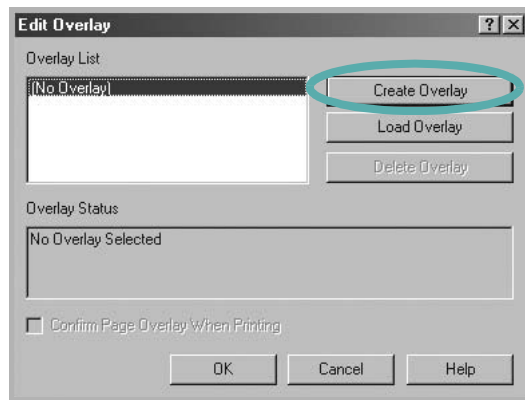 Edit Overlay
Overlay List
(No Overlay)
Create Overlay
Load Overlay
Delete Overlay
Overlay Status
No Overlay Selected
Confirm Page Overlay When Printing
OK Cancel Help